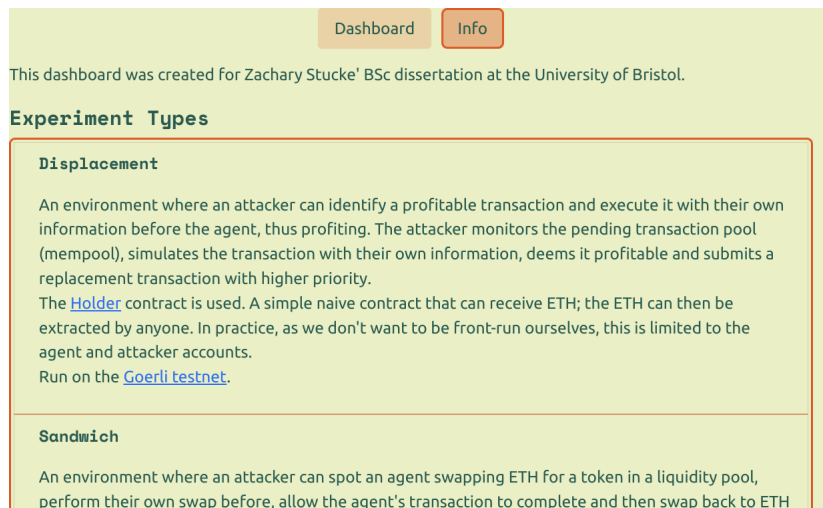 Dashboard Info
This dashboard was created for Zachary Stucke' BSc dissertation at the University of Bristol.
Experiment Types
Displacement
An environment where an attacker can identify a profitable transaction and execute it with their own
information before the agent, thus profiting. The attacker monitors the pending transaction pool
(mempool), simulates the transaction with their own information, deems it profitable and submits a
replacement transaction with higher priority.
The Holder contract is used. A simple naive contract that can receive ETH; the ETH can then be
extracted by anyone. In practice, as we don't want to be front-run ourselves, this is limited to the
agent and attacker accounts.
Run on the Goerli testnet.
Sandwich
An environment where an attacker can spot an agent swapping ETH for a token in a liquidity pool,
perform their own swap before, allow the agent's transaction to complete and then swap back to ETH